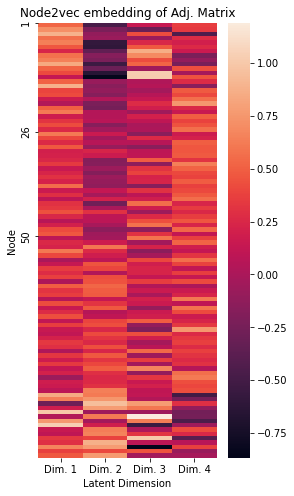 Node2vec embedding of Adj. Matrix
1
26
50
Node
Dim. 1 Dim. 2 Dim. 3 Dim. 4
Latent Dimension
1.00
0.75
0.50
0.25
0.00
−0.25
−0.50
−0.75